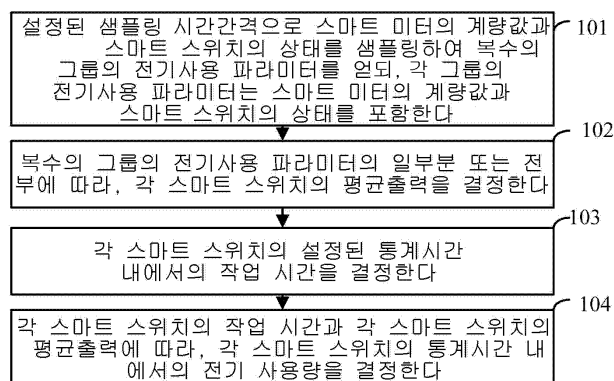 설정된 샘플링 시간간격으로 스마트 미터의 계량값과
스마트 스위치의 상태를 샘플링하여 복수의
그룹의 전기사용 파라미터를 얻되, 각 그룹의
전기사용 파라미터는 스마트 미터의 계량값과
스마트 스위치의 상태를 포함한다
101
복수의 그룹의 전기사용 파라미터의 일부분 또는 전
부에 따라, 각 스마트 스위치의 평균출력을 결정한다
102
각 스마트 스위치의 설정된 통계시간
내에서의 작업 시간을 결정한다
103
각 스마트 스위치의 작업 시간과 각 스마트 스위치의
평균출력에 따라, 각 스마트 스위치의 통계시간 내
에서의 전기 사용량을 결정한다
104